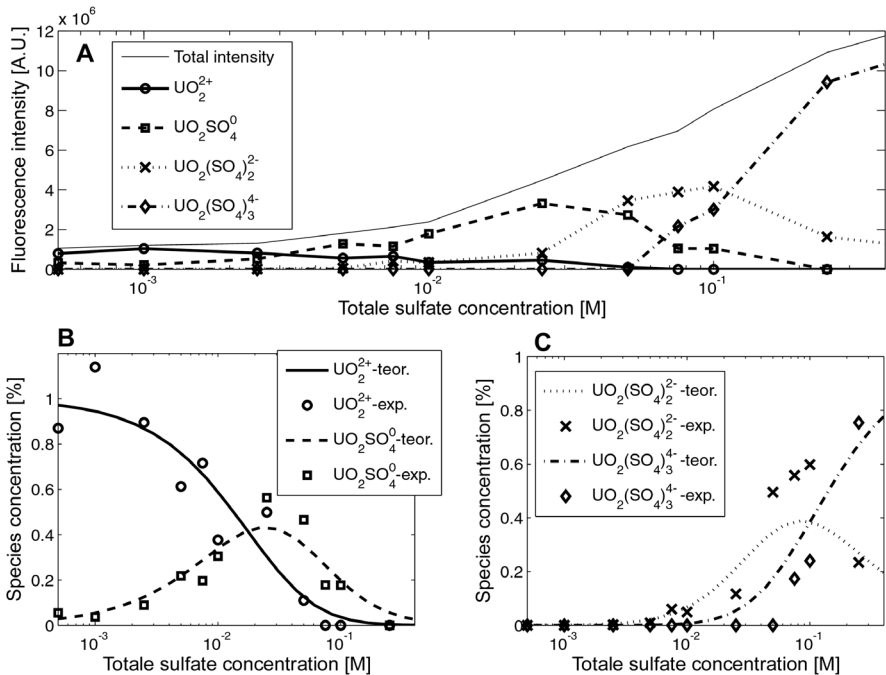 × 10⁶
12
10
8
6
4
2
0
Fluorescence intensity [A.U.]
A
Total intensity
UO₂²⁺
UO₂SO₄⁰
UO₂(SO₄)₂²⁻
UO₂(SO₄)₃⁴⁻
10⁻³ 10⁻² 10⁻¹
Totale sulfate concentration [M]
B
1
0.8
0.6
0.4
0.2
0
Species concentration [%]
UO₂²⁺-teor.
UO₂²⁺-exp.
UO₂SO₄⁰-teor.
UO₂SO₄⁰-exp.
10⁻³ 10⁻² 10⁻¹
Totale sulfate concentration [M]
C
1
0.8
0.6
0.4
0.2
0
Species concentration [%]
UO₂(SO₄)₂²⁻-teor.
UO₂(SO₄)₂²⁻-exp.
UO₂(SO₄)₃⁴⁻-teor.
UO₂(SO₄)₃⁴⁻-exp.
10⁻³ 10⁻² 10⁻¹
Totale sulfate concentration [M]